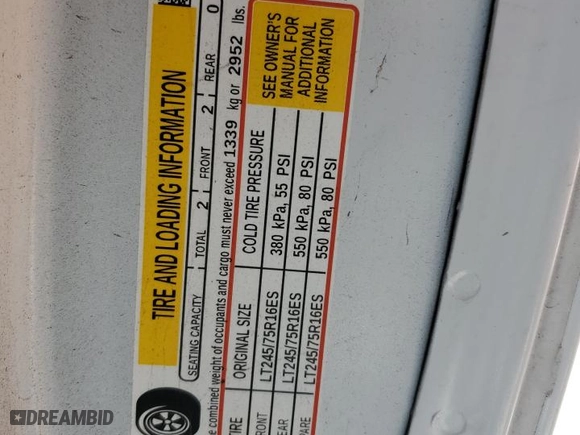 TIRE AND LOADING INFORMATION
SEATING CAPACITY TOTAL 2 FRONT 2 REAR 0
e combined weight of occupants and cargo must never exceed 1339 kg or 2952 lbs.
TIRE ORIGINAL SIZE COLD TIRE PRESSURE
FRONT LT245/75R16ES 380 kPa, 55 PSI
EAR LT245/75R16ES 550 kPa, 80 PSI
PARE LT245/75R16ES 550 kPa, 80 PSI
SEE OWNER'S
MANUAL FOR
ADDITIONAL
INFORMATION
DREAMBID